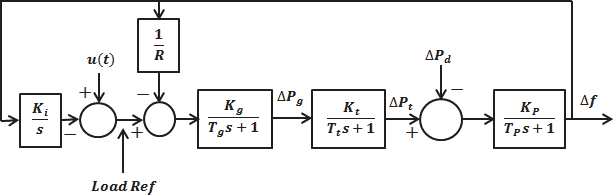 1
R
u(t)
ΔP_d
+
−
−
K_i
s
−
+
+
K_g
T_g s + 1
ΔP_g
K_t
T_t s + 1
ΔP_t
+
K_P
T_P s + 1
Δf
Load Ref